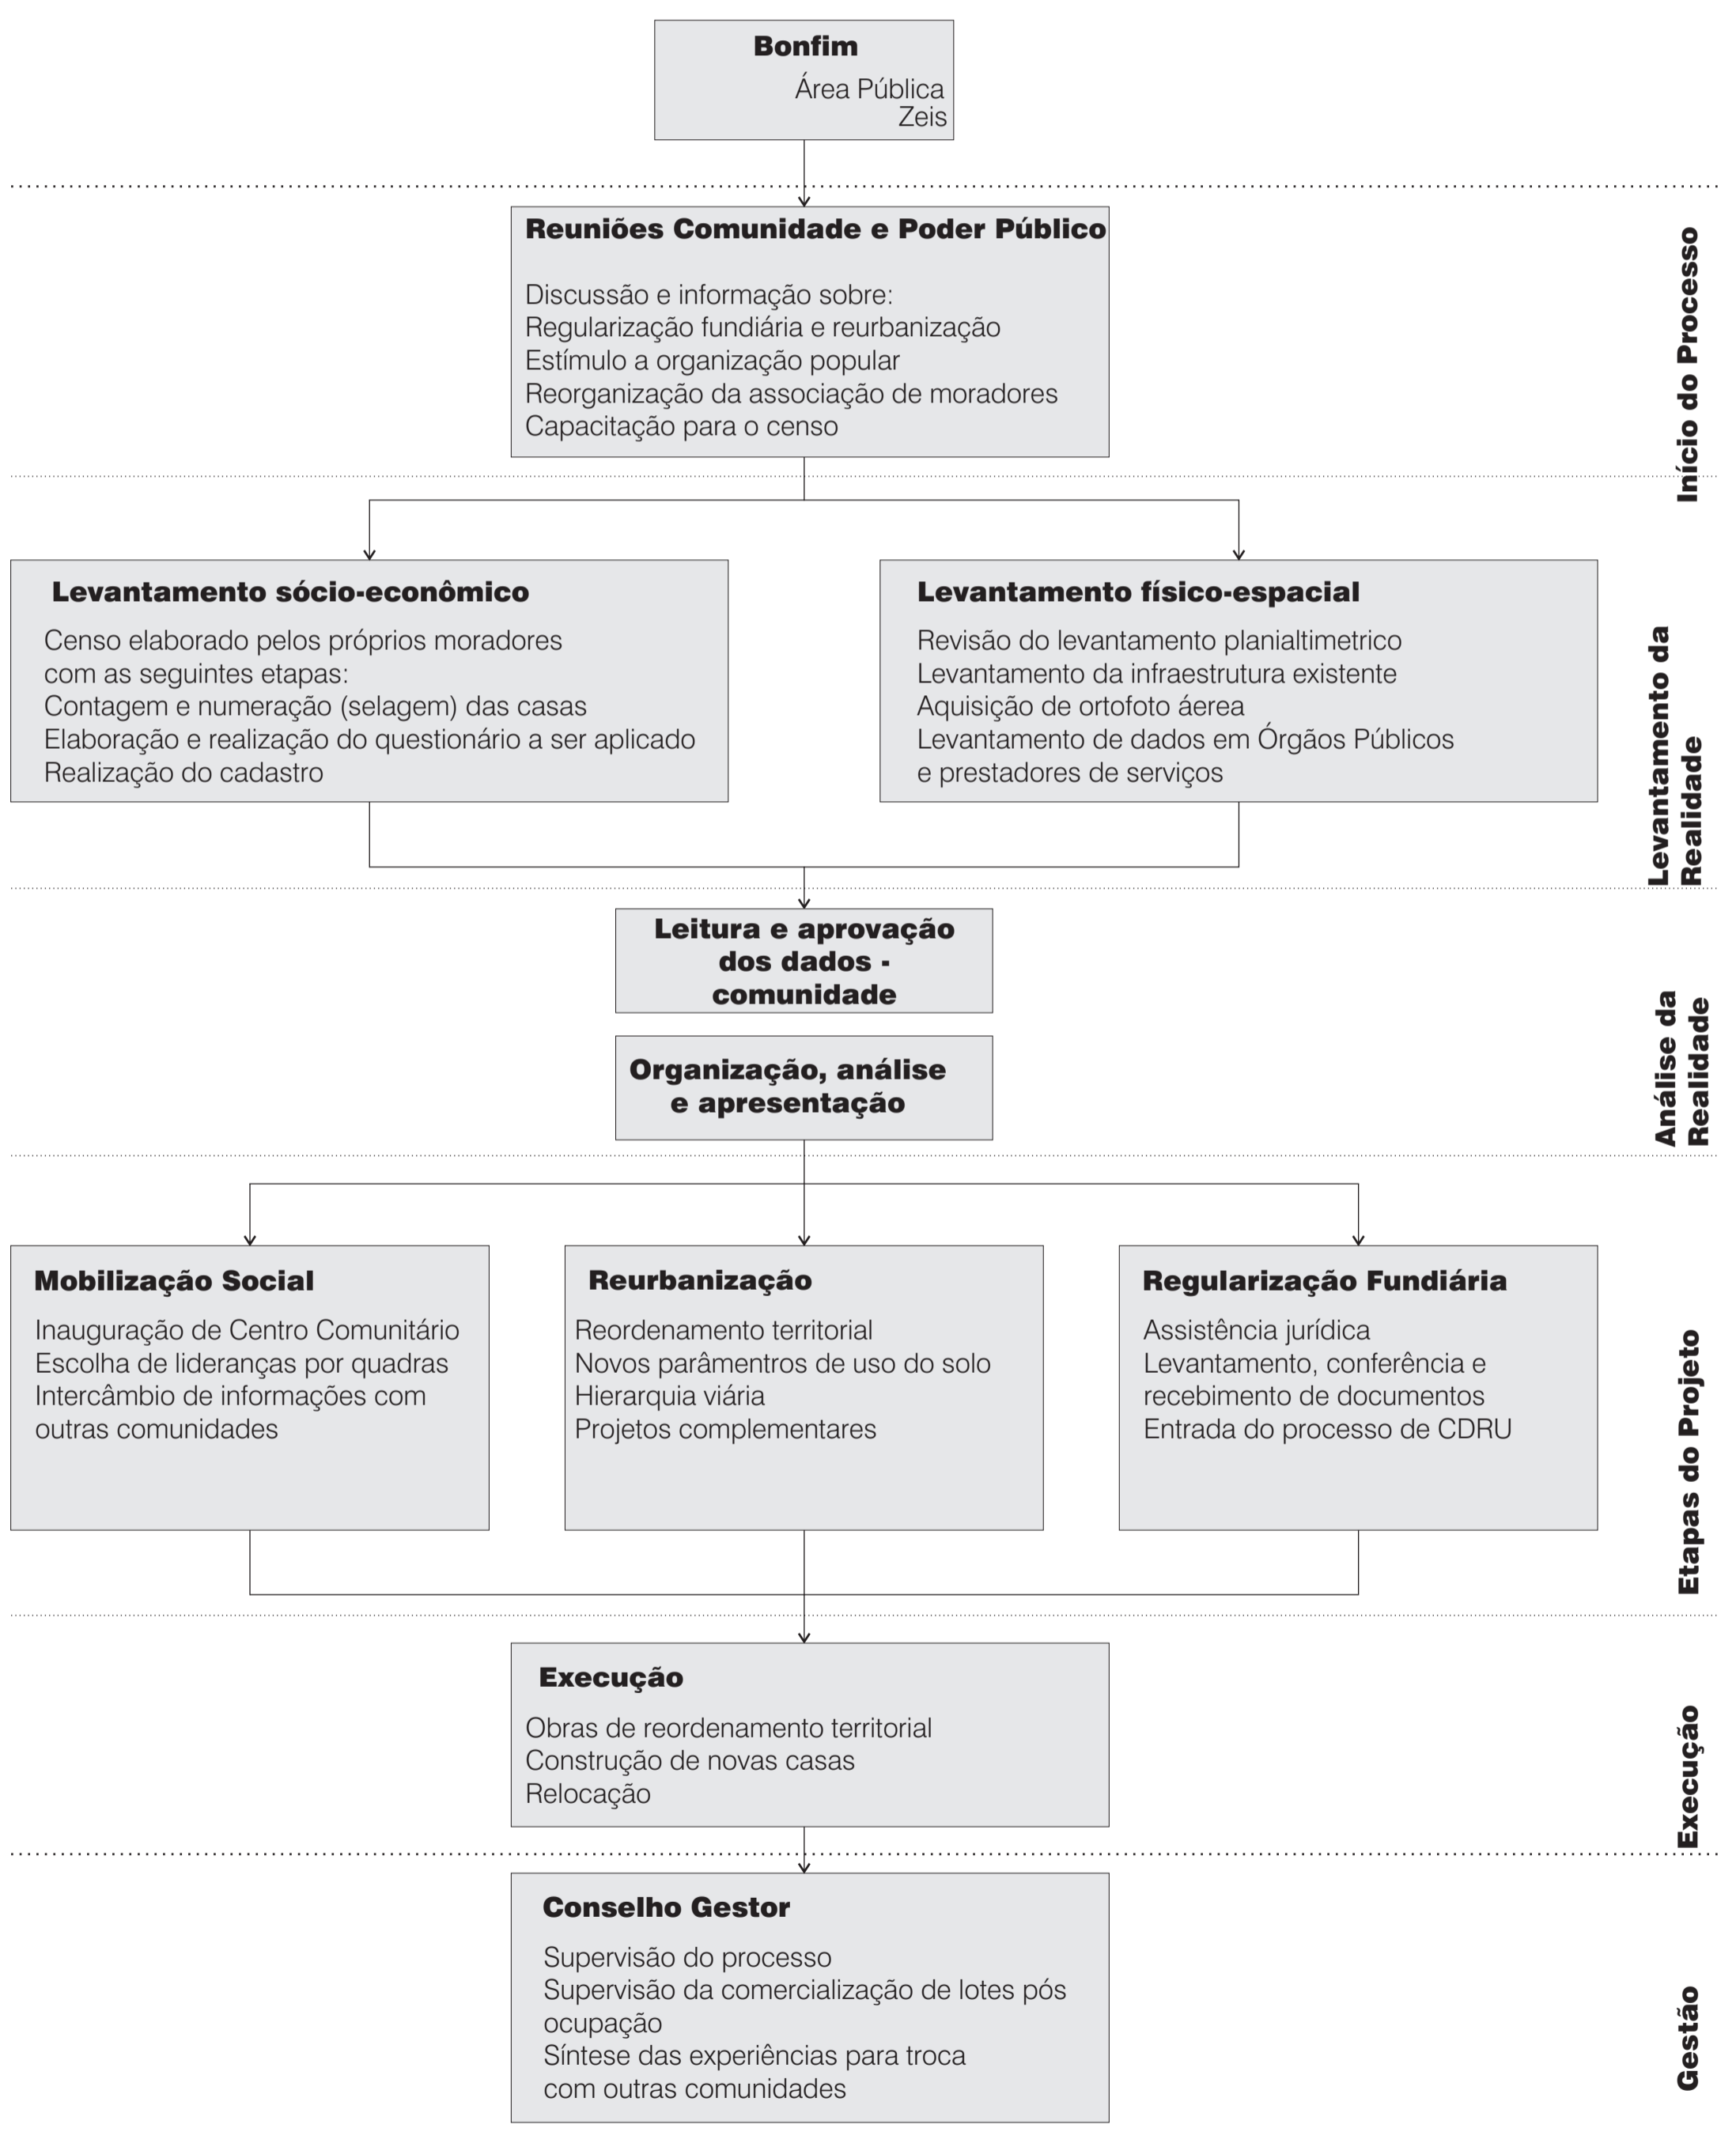 Bonfim
Área Pública
Zeis
Reuniões Comunidade e Poder Público
Discussão e informação sobre:
Regularização fundiária e reurbanização
Estímulo a organização popular
Reorganização da associação de moradores
Capacitação para o censo
Início do Processo
Levantamento sócio-econômico
Censo elaborado pelos próprios moradores
com as seguintes etapas:
Contagem e numeração (selagem) das casas
Elaboração e realização do questionário a ser aplicado
Realização do cadastro
Levantamento físico-espacial
Revisão do levantamento planialtimetrico
Levantamento da infraestrutura existente
Aquisição de ortofoto áerea
Levantamento de dados em Órgãos Públicos
e prestadores de serviços
Levantamento da
Realidade
Leitura e aprovação
dos dados -
comunidade
Organização, análise
e apresentação
Análise da
Realidade
Mobilização Social
Inauguração de Centro Comunitário
Escolha de lideranças por quadras
Intercâmbio de informações com
outras comunidades
Reurbanização
Reordenamento territorial
Novos parâmentros de uso do solo
Hierarquia viária
Projetos complementares
Regularização Fundiária
Assistência jurídica
Levantamento, conferência e
recebimento de documentos
Entrada do processo de CDRU
Etapas do Projeto
Execução
Obras de reordenamento territorial
Construção de novas casas
Relocação
Execução
Conselho Gestor
Supervisão do processo
Supervisão da comercialização de lotes pós
ocupação
Síntese das experiências para troca
com outras comunidades
Gestão